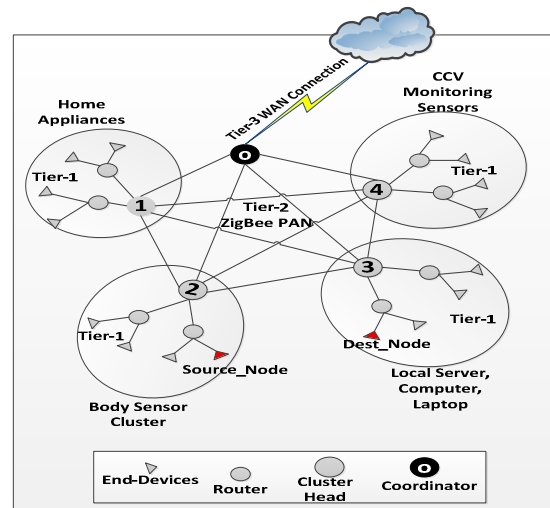 Tier-3 WAN Connection
CCV
Monitoring
Sensors
Home
Appliances
O
Tier-1
Tier-1
4
1
Tier-2
ZigBee PAN
3
2
Tier-1
Tier-1
Dest_Node
Source_Node
Local Server,
Computer,
Laptop
Body Sensor
Cluster
End-Devices
Router
Cluster
Head
O
Coordinator